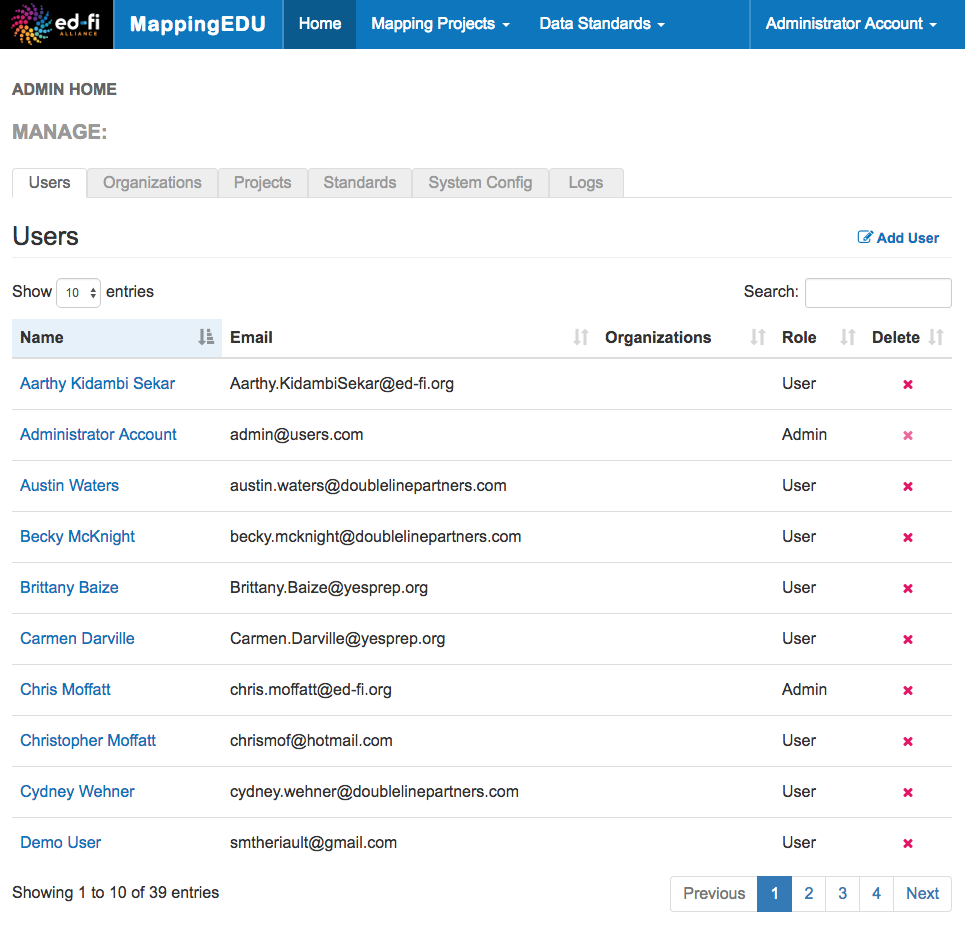 ed-fi ALLIANCE MappingEDU Home Mapping Projects Data Standards Administrator Account
ADMIN HOME
MANAGE:
Users Organizations Projects Standards System Config Logs
Users Add User
Show 10 entries Search:
Name Email Organizations Role Delete
Aarthy Kidambi Sekar Aarthy.KidambiSekar@ed-fi.org User
Administrator Account admin@users.com Admin
Austin Waters austin.waters@doublelinepartners.com User
Becky McKnight becky.mcknight@doublelinepartners.com User
Brittany Baize Brittany.Baize@yesprep.org User
Carmen Darville Carmen.Darville@yesprep.org User
Chris Moffatt chris.moffatt@ed-fi.org Admin
Christopher Moffatt chrismof@hotmail.com User
Cydney Wehner cydney.wehner@doublelinepartners.com User
Demo User smtheriault@gmail.com User
Showing 1 to 10 of 39 entries Previous 1 2 3 4 Next